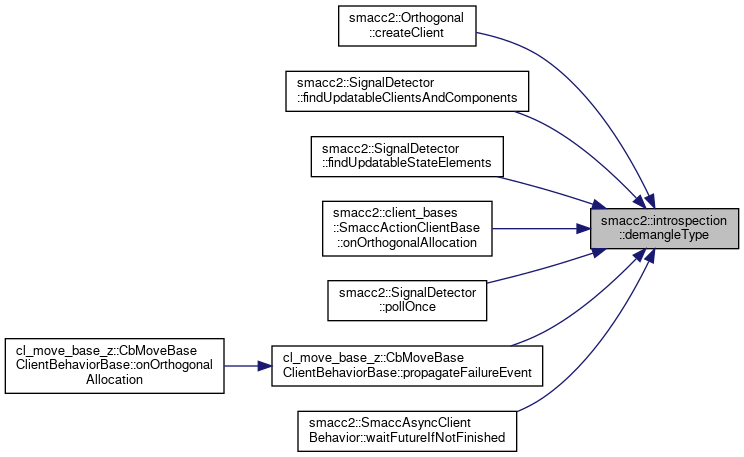 smacc2::Orthogonal
::createClient
smacc2::SignalDetector
::findUpdatableClientsAndComponents
smacc2::SignalDetector
::findUpdatableStateElements
smacc2::client_bases
::SmaccActionClientBase
::onOrthogonalAllocation
smacc2::introspection
::demangleType
smacc2::SignalDetector
::pollOnce
cl_move_base_z::CbMoveBase
ClientBehaviorBase::onOrthogonal
Allocation
cl_move_base_z::CbMoveBase
ClientBehaviorBase::propagateFailureEvent
smacc2::SmaccAsyncClient
Behavior::waitFutureIfNotFinished